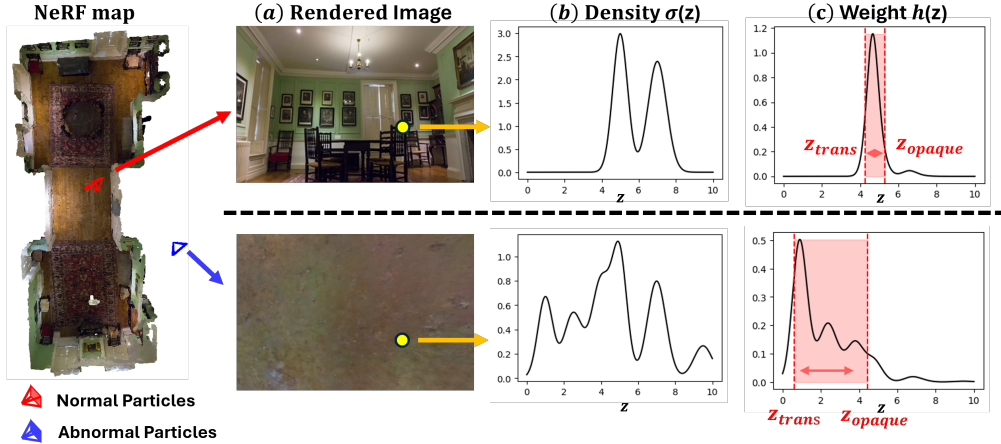 NeRF map
(a) Rendered Image
(b) Density σ(z)
(c) Weight h(z)
3.0
2.5
2.0
1.5
1.0
0.5
0.0
0 2 4 6 8 10
z
1.2
1.0
0.8
0.6
0.4
0.2
0.0
z_trans
z_opaque
0 2 4 6 8 10
z
1.0
0.8
0.6
0.4
0.2
0.0
0 2 4 6 8 10
z
0.5
0.4
0.3
0.2
0.1
0.0
0 2 4 6 8 10
z
z_trans
z_opaque
Normal Particles
Abnormal Particles